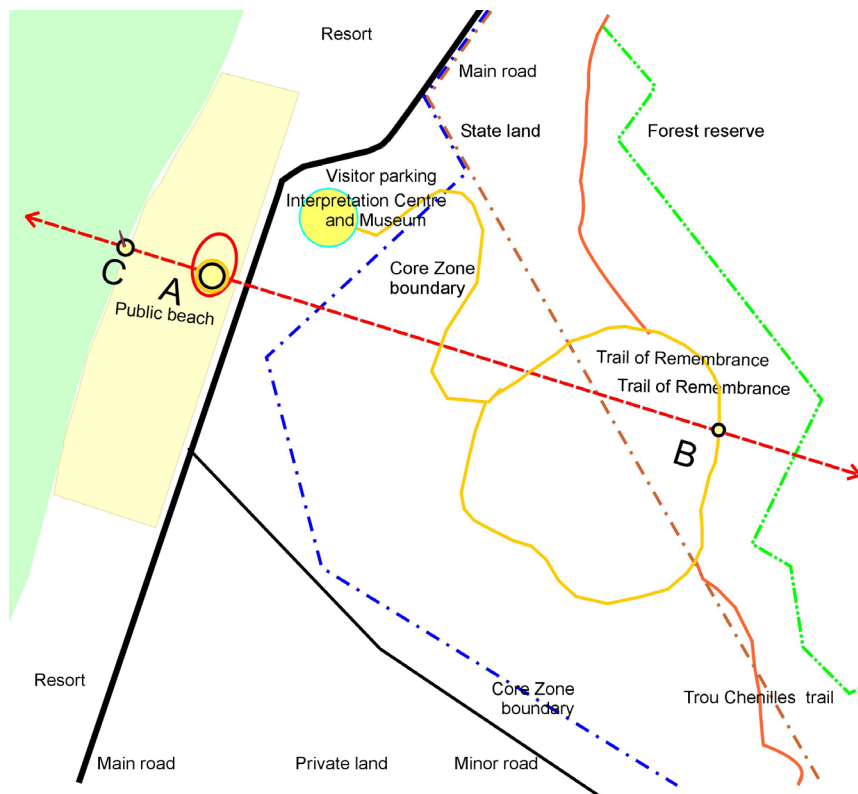 Resort
Main road
State land
Forest reserve
Visitor parking
Interpretation Centre
and Museum
C
A
Core Zone
boundary
Public beach
Trail of Remembrance
Trail of Remembrance
B
Resort
Core Zone
boundary
Trou Chenilles trail
Main road
Private land
Minor road